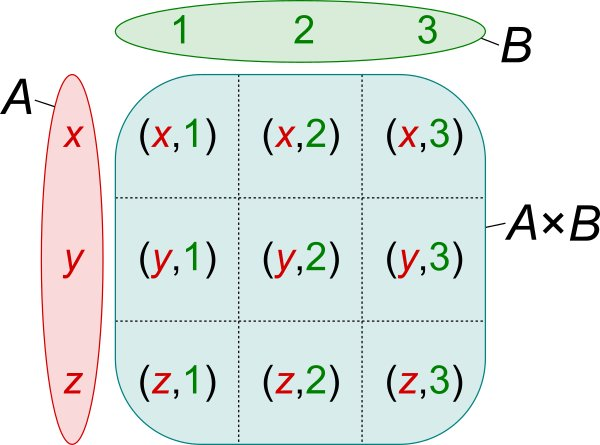 1 2 3
B
A
x (x,1) (x,2) (x,3)
y (y,1) (y,2) (y,3)
A×B
z (z,1) (z,2) (z,3)